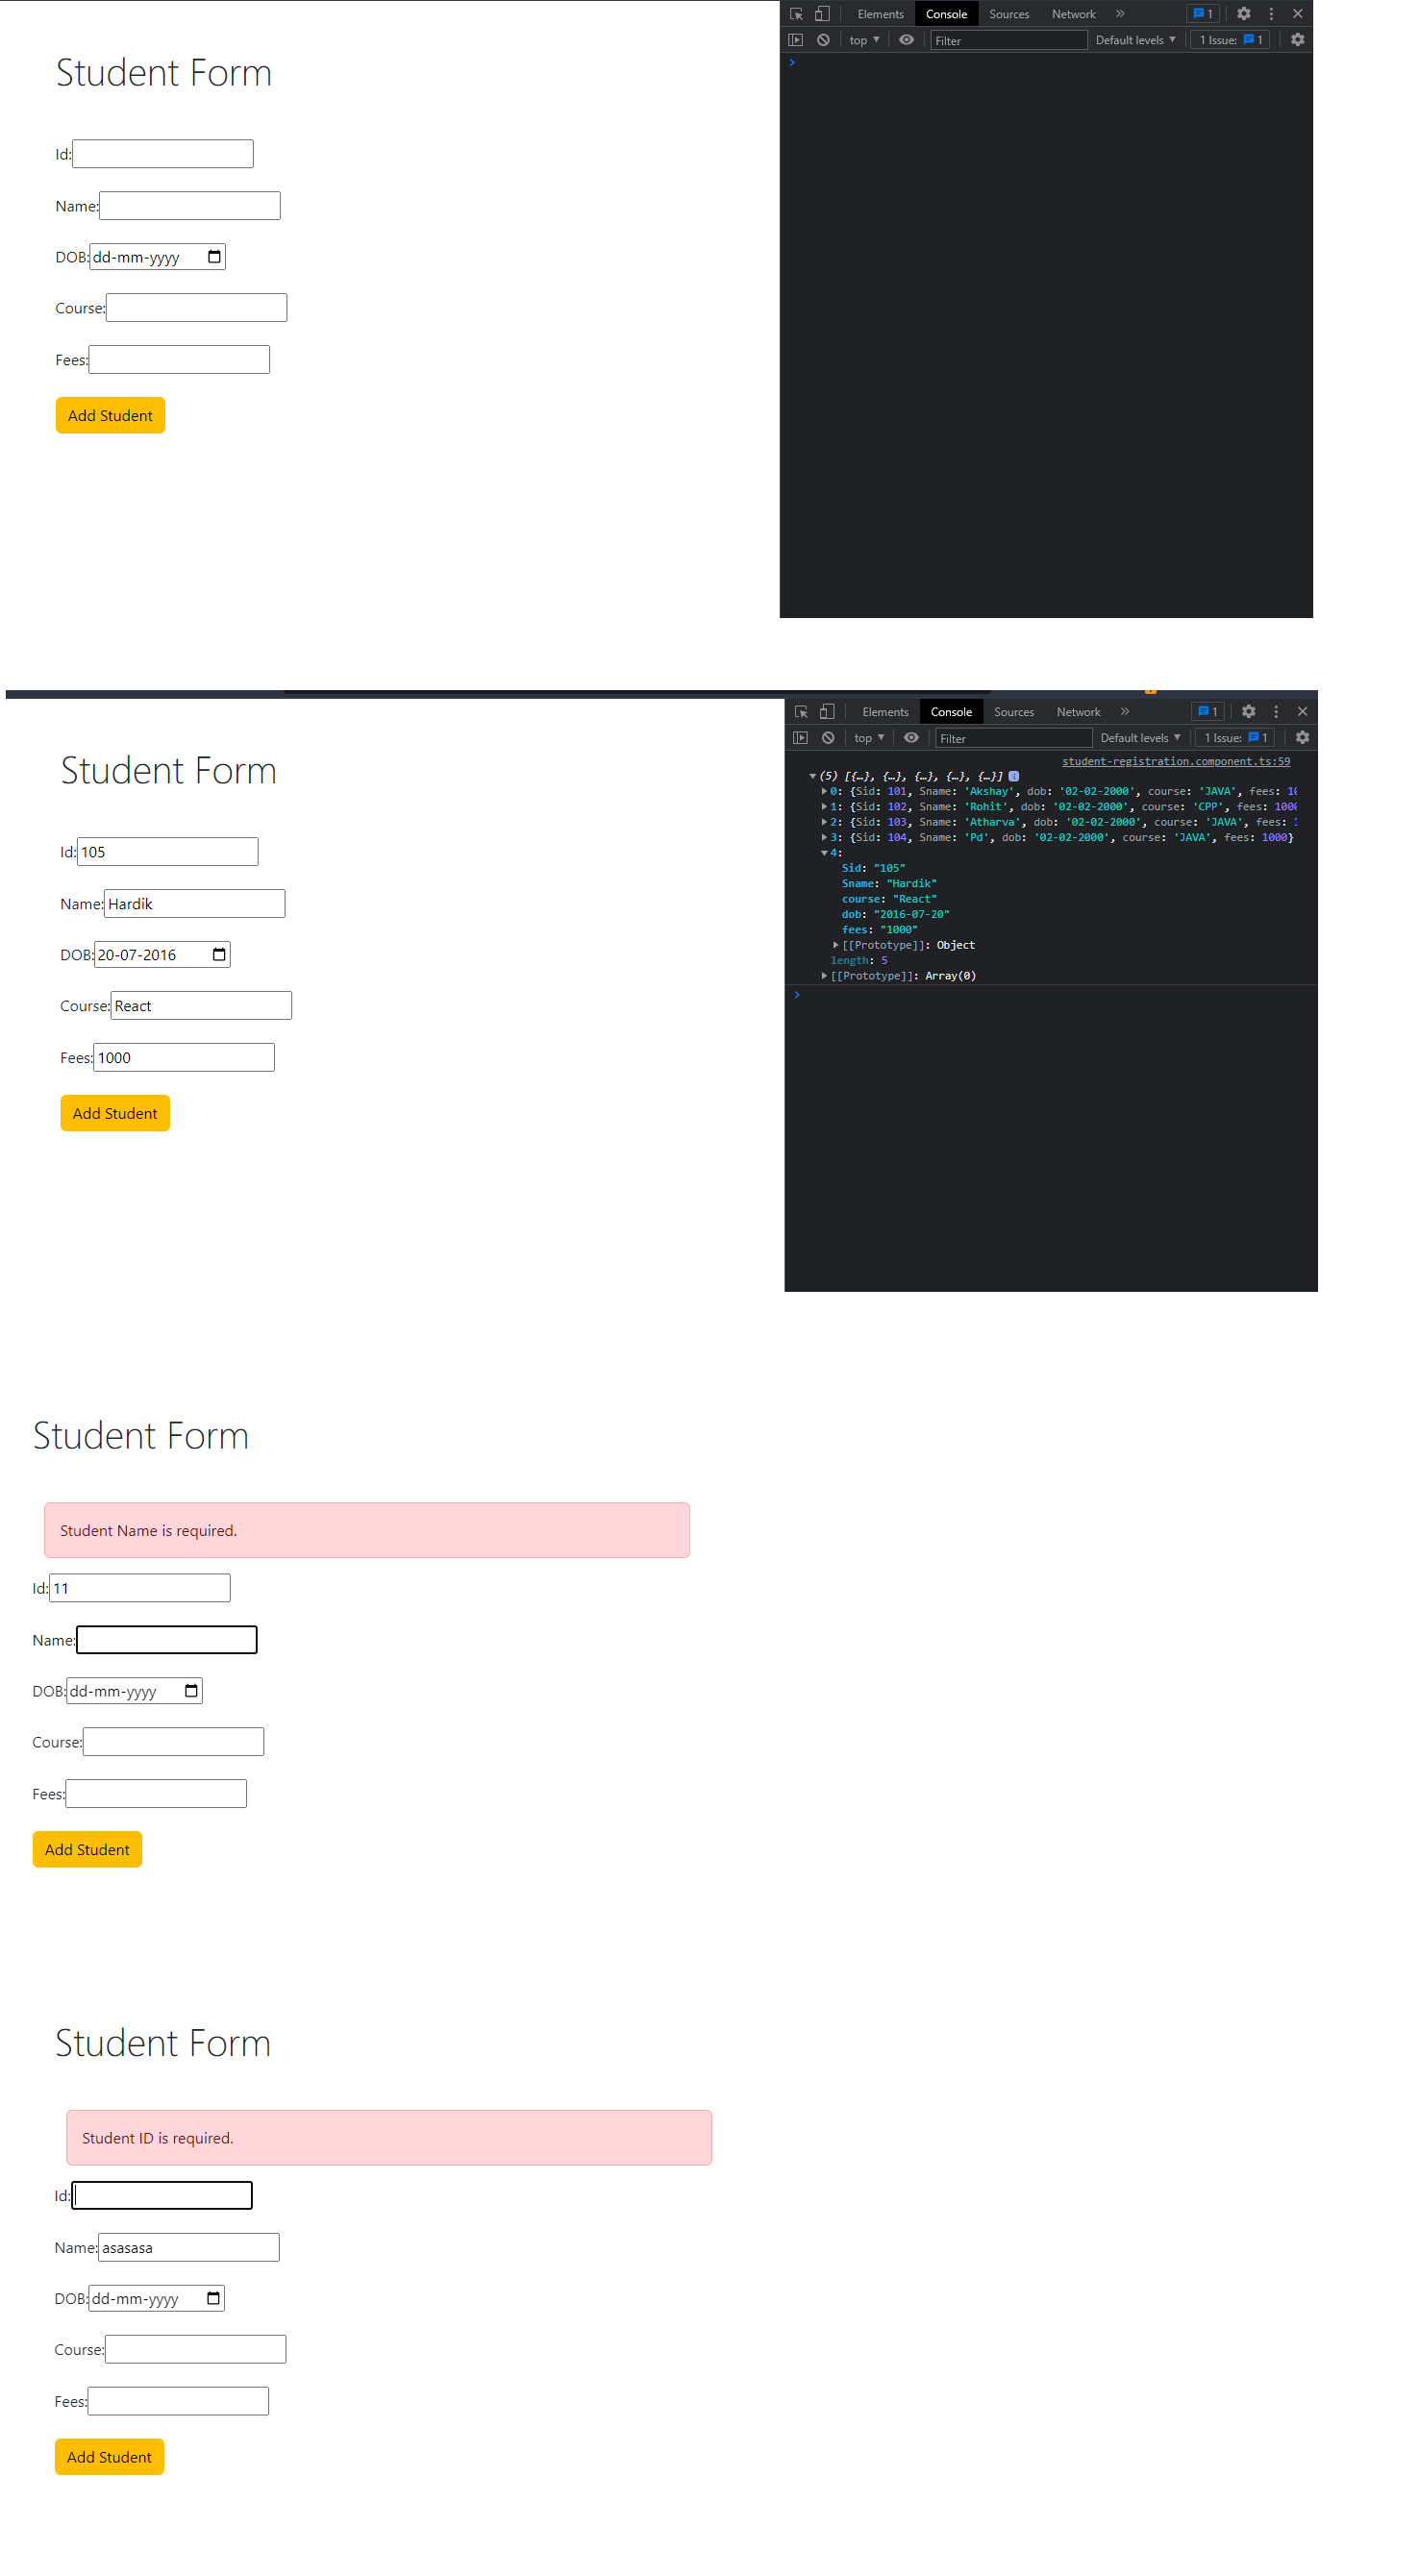 Elements Console Sources Network » 1
top ▼ Filter Default levels ▼ 1 Issue: 1
>
Student Form
Id:
Name:
DOB: dd-mm-yyyy
Course:
Fees:
Add Student
Elements Console Sources Network » 1
top ▼ Filter Default levels ▼ 1 Issue: 1
student-registration.component.ts:59
▼(5) [{…}, {…}, {…}, {…}, {…}] i
▶0: {Sid: 101, Sname: 'Akshay', dob: '02-02-2000', course: 'JAVA', fees: 10
▶1: {Sid: 102, Sname: 'Rohit', dob: '02-02-2000', course: 'CPP', fees: 1000
▶2: {Sid: 103, Sname: 'Atharva', dob: '02-02-2000', course: 'JAVA', fees: 1
▶3: {Sid: 104, Sname: 'Pd', dob: '02-02-2000', course: 'JAVA', fees: 1000}
▼4:
Sid: "105"
Sname: "Hardik"
course: "React"
dob: "2016-07-20"
fees: "1000"
▶[[Prototype]]: Object
length: 5
▶[[Prototype]]: Array(0)
>
Student Form
Id: 105
Name: Hardik
DOB: 20-07-2016
Course: React
Fees: 1000
Add Student
Student Form
Student Name is required.
Id: 11
Name:
DOB: dd-mm-yyyy
Course:
Fees:
Add Student
Student Form
Student ID is required.
Id:
Name: asasasa
DOB: dd-mm-yyyy
Course:
Fees:
Add Student